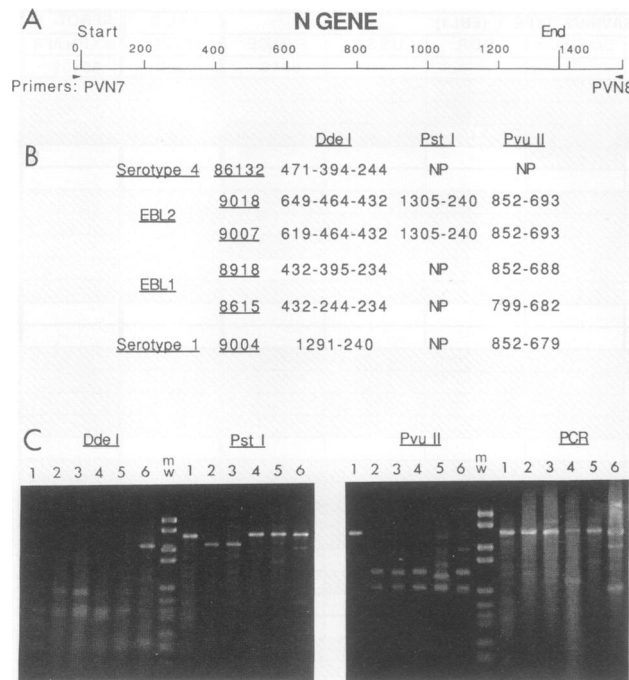 A
N GENE
Start End
0 200 400 600 800 1000 1200 1400
Primers: PVN7 PVN8
B
Dde I Pst I Pvu II
Serotype 4 86132 471-394-244 NP NP
EBL2 9018 649-464-432 1305-240 852-693
9007 619-464-432 1305-240 852-693
EBL1 8918 432-395-234 NP 852-688
8615 432-244-234 NP 799-682
Serotype 1 9004 1291-240 NP 852-679
C
Dde I Pst I Pvu II PCR
1 2 3 4 5 6 mw 1 2 3 4 5 6 1 2 3 4 5 6 mw 1 2 3 4 5 6